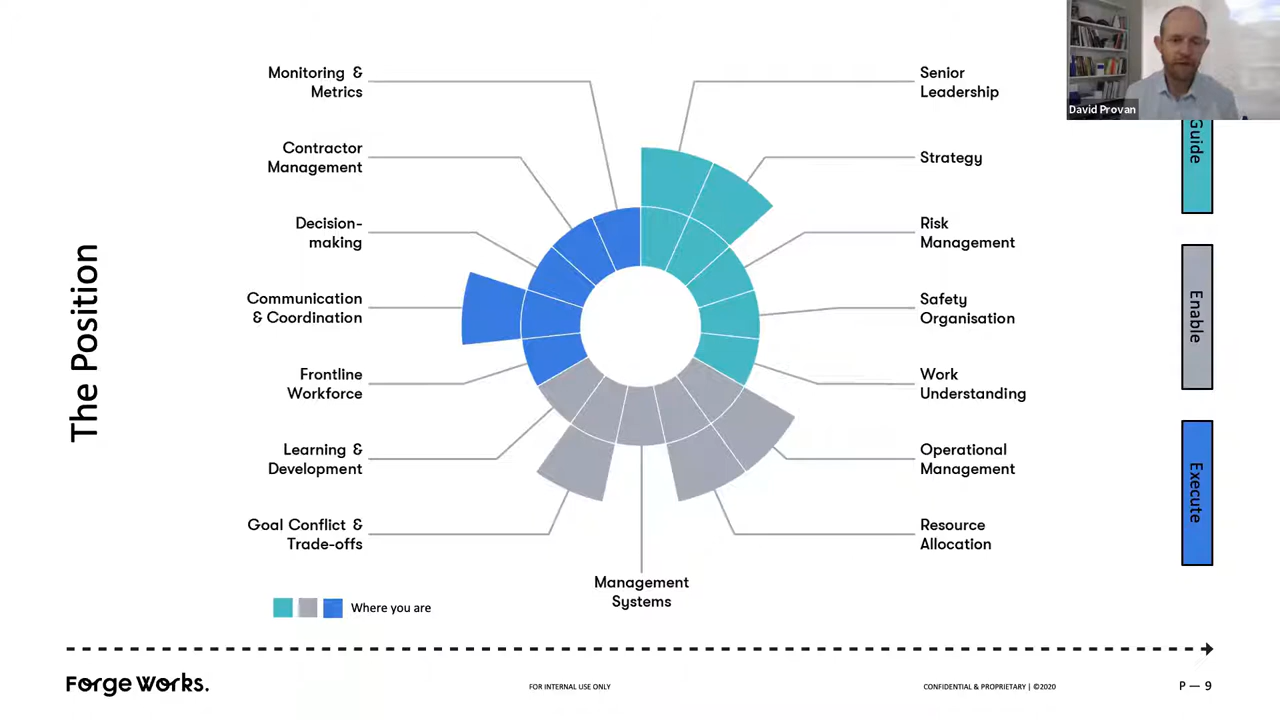 David Provan
The Position
Monitoring &
Metrics
Contractor
Management
Decision-
making
Communication
& Coordination
Frontline
Workforce
Learning &
Development
Goal Conflict &
Trade-offs
Management
Systems
Senior
Leadership
Strategy
Risk
Management
Safety
Organisation
Work
Understanding
Operational
Management
Resource
Allocation
Guide
Enable
Execute
Where you are
Forge Works.
FOR INTERNAL USE ONLY
CONFIDENTIAL & PROPRIETARY | ©2020
P — 9